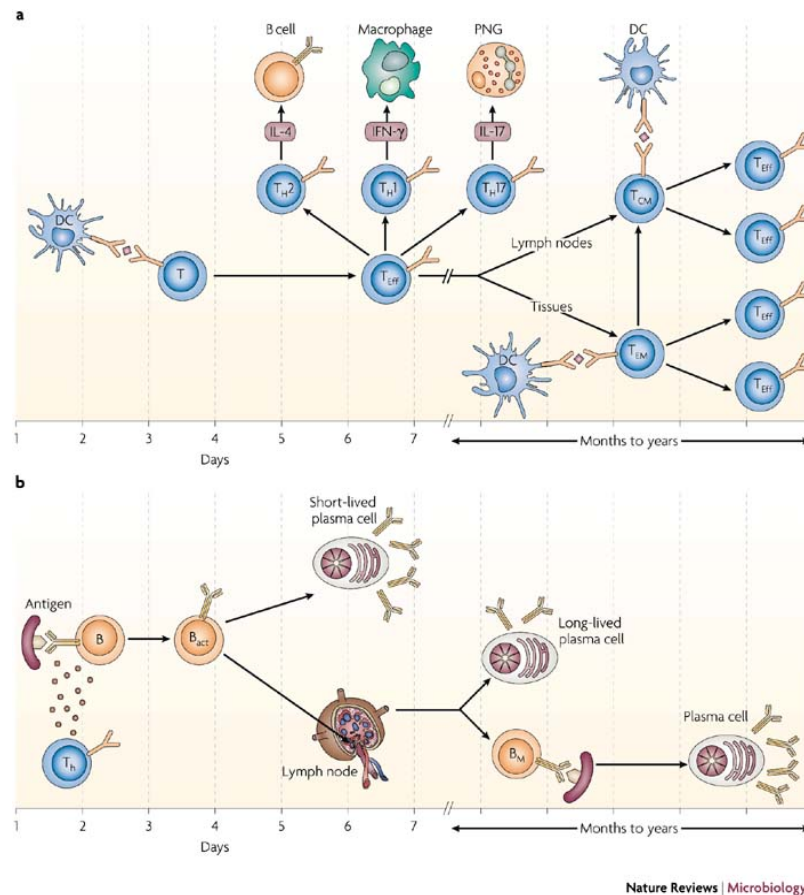 a
B cell
Macrophage
PNG
DC
IL-4
IFN-γ
IL-17
TH2
TH1
TH17
TCM
TEff
DC
T
TEff
Lymph nodes
TEff
Tissues
TEff
DC
TEM
TEff
1 2 3 4 5 6 7
Days
Months to years
b
Short-lived
plasma cell
Antigen
B
Bact
Long-lived
plasma cell
Th
Lymph node
BM
Plasma cell
1 2 3 4 5 6 7
Days
Months to years
Nature Reviews | Microbiology